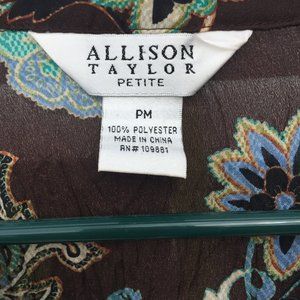 ALLISON
TAYLOR
PETITE
PM
100% POLYESTER
MADE IN CHINA
RN# 109881